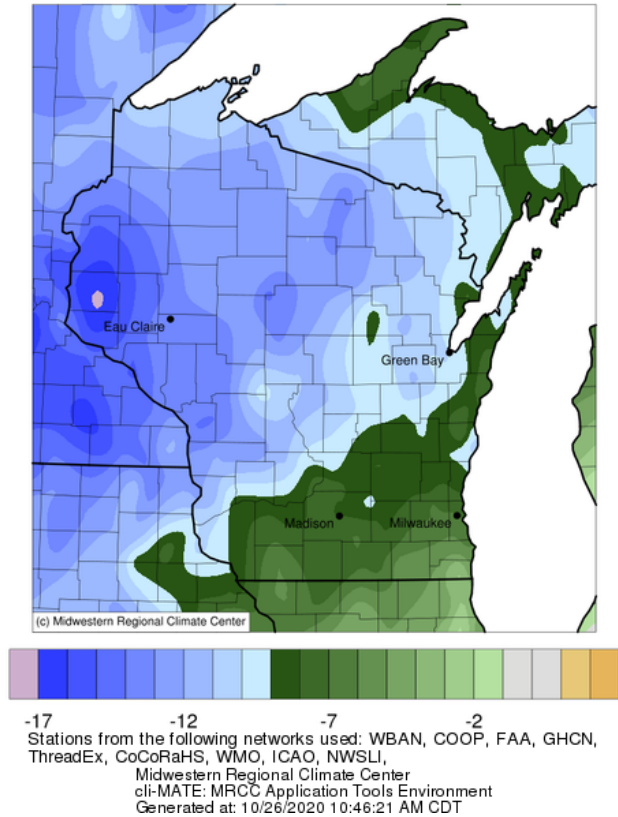 Eau Claire
Green Bay
Madison
Milwaukee
(c) Midwestern Regional Climate Center
-17 -12 -7 -2
Stations from the following networks used: WBAN, COOP, FAA, GHCN,
ThreadEx, CoCoRaHS, WMO, ICAO, NWSLI,
Midwestern Regional Climate Center
cli-MATE: MRCC Application Tools Environment
Generated at: 10/26/2020 10:46:21 AM CDT